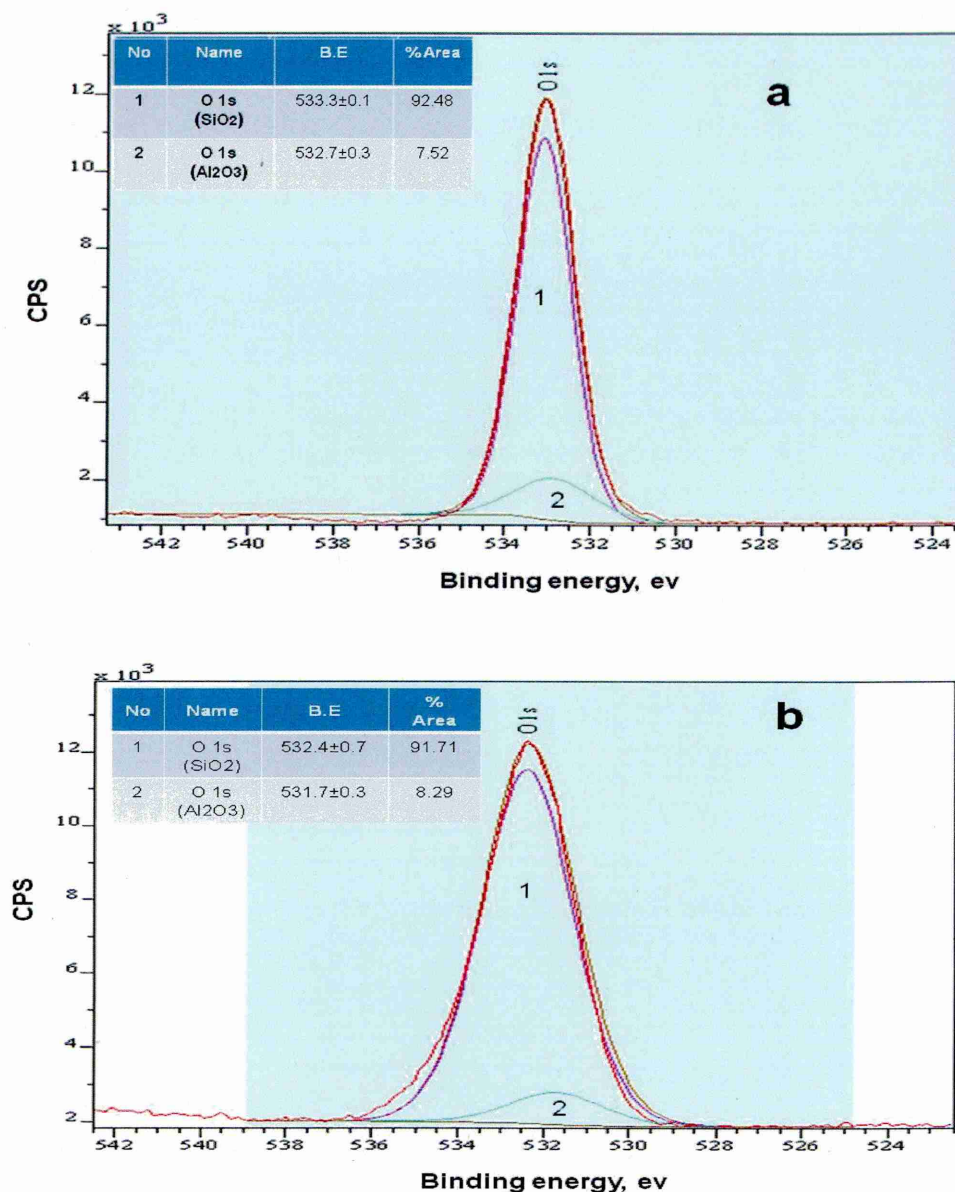 x 10³
No Name B.E %Area
1 O 1s (SiO₂) 533.3±0.1 92.48
2 O 1s (Al2O3) 532.7±0.3 7.52
O1s
a
12
10
8
6
4
2
CPS
1
2
542 540 538 536 534 532 530 528 526 524
Binding energy, ev
x 10³
No Name B.E % Area
1 O 1s (SiO2) 532.4±0.7 91.71
2 O 1s (Al2O3) 531.7±0.3 8.29
O1s
b
12
10
8
6
4
2
CPS
1
2
542 540 538 536 534 532 530 528 526 524
Binding energy, ev